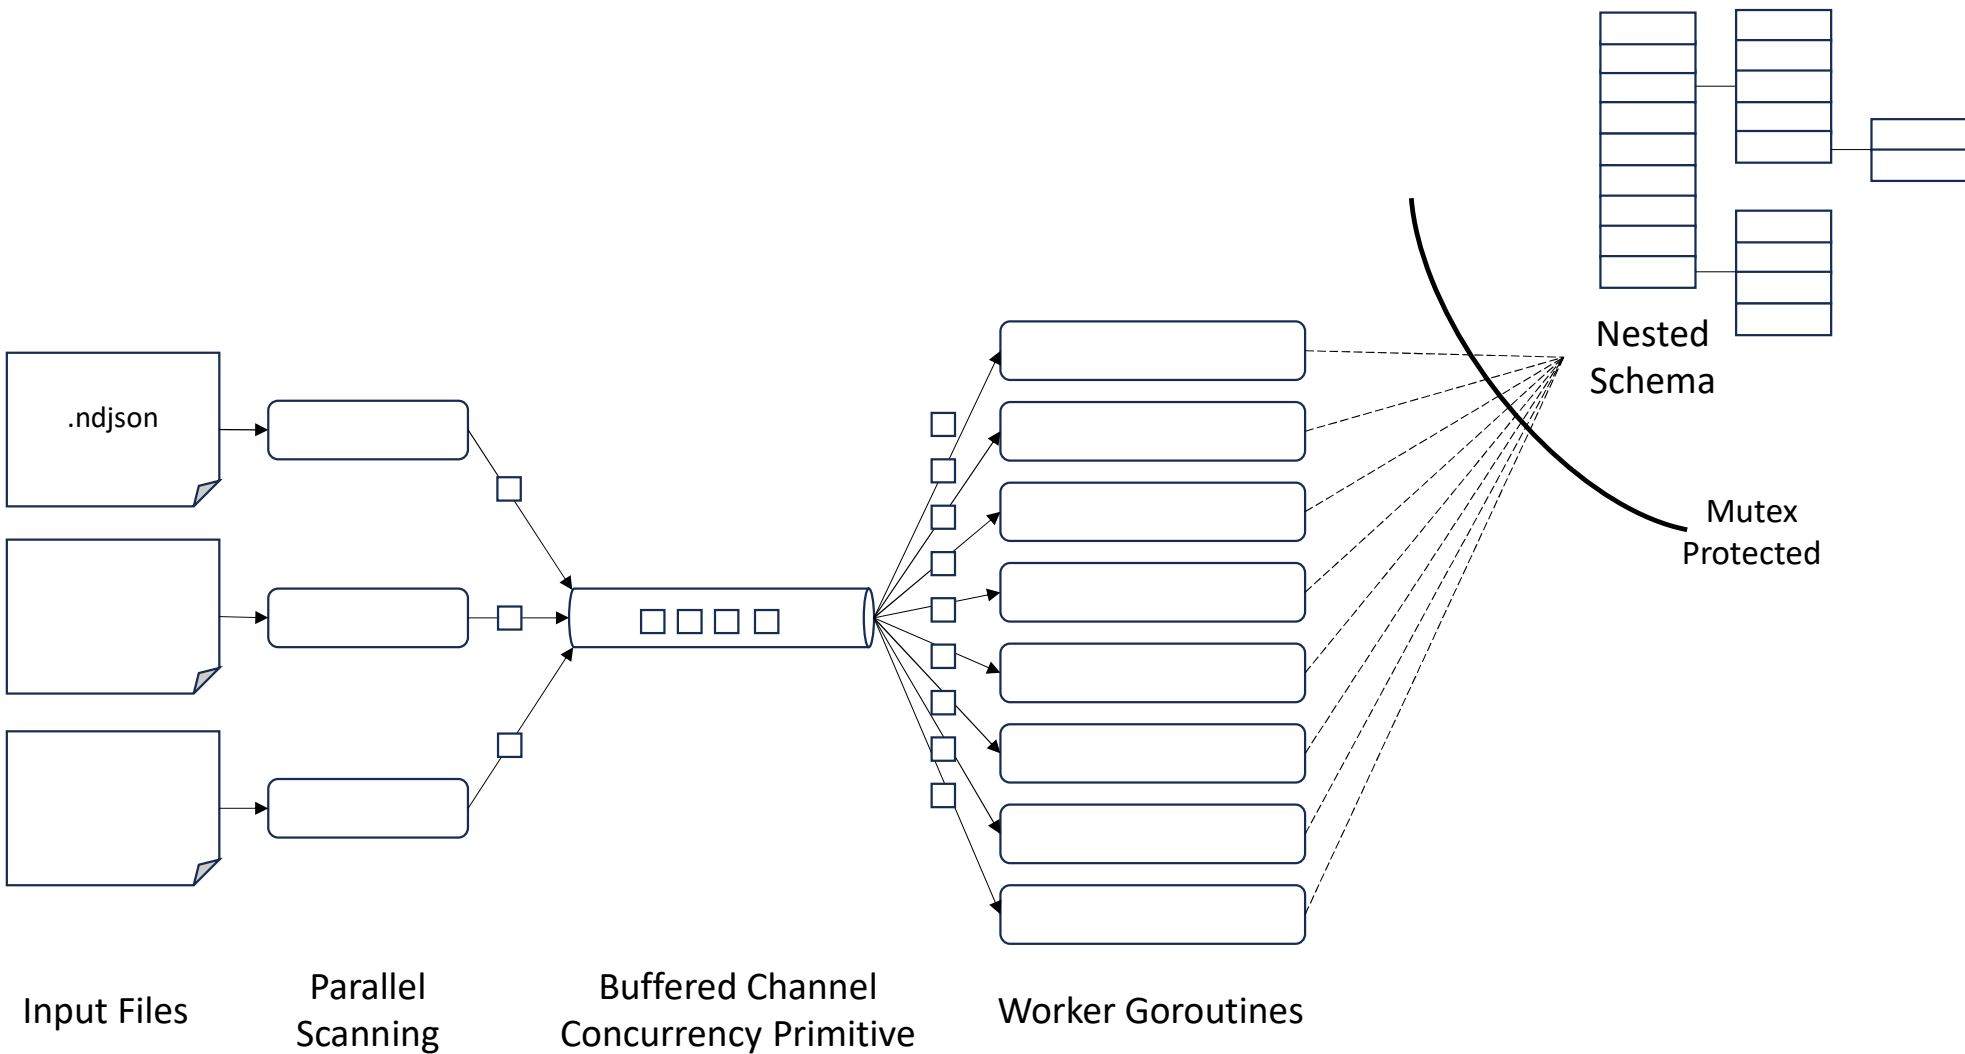 Nested
Schema
.ndjson
Mutex
Protected
Input Files
Parallel
Scanning
Buffered Channel
Concurrency Primitive
Worker Goroutines